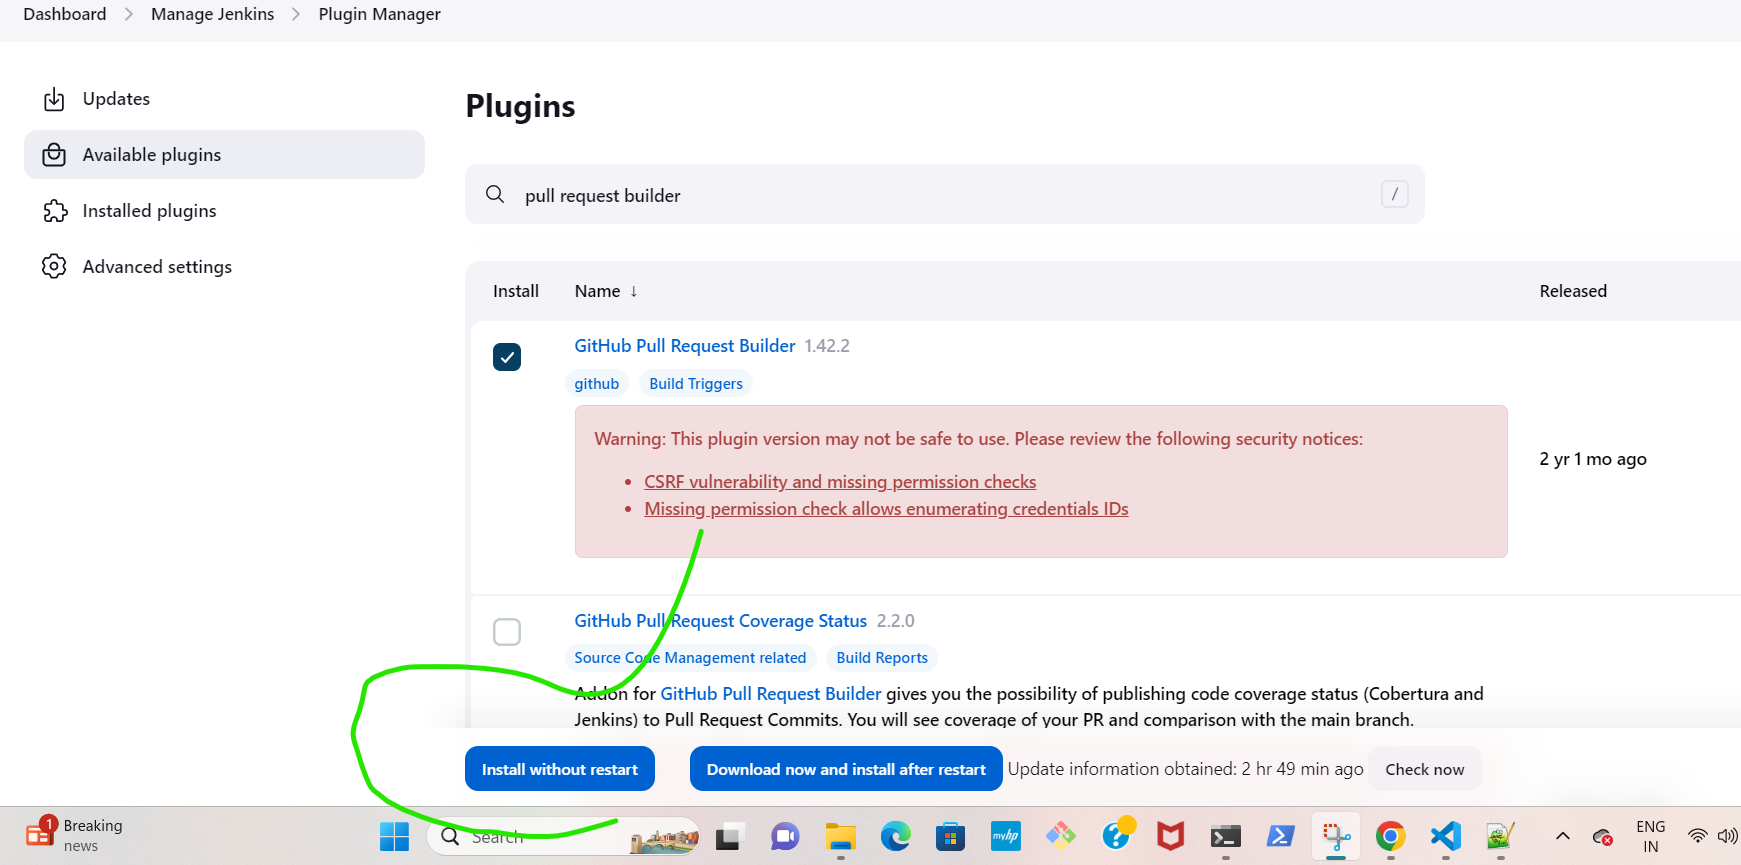 Dashboard > Manage Jenkins > Plugin Manager
Updates
Available plugins
Installed plugins
Advanced settings
Plugins
pull request builder /
Install Name ↓ Released
GitHub Pull Request Builder 1.42.2
github Build Triggers
Warning: This plugin version may not be safe to use. Please review the following security notices:
• CSRF vulnerability and missing permission checks
• Missing permission check allows enumerating credentials IDs
2 yr 1 mo ago
GitHub Pull Request Coverage Status 2.2.0
Source Code Management related Build Reports
Addon for GitHub Pull Request Builder gives you the possibility of publishing code coverage status (Cobertura and
Jenkins) to Pull Request Commits. You will see coverage of your PR and comparison with the main branch.
Install without restart Download now and install after restart Update information obtained: 2 hr 49 min ago Check now
1
Breaking
news
Search
myhp
?
ENG
IN